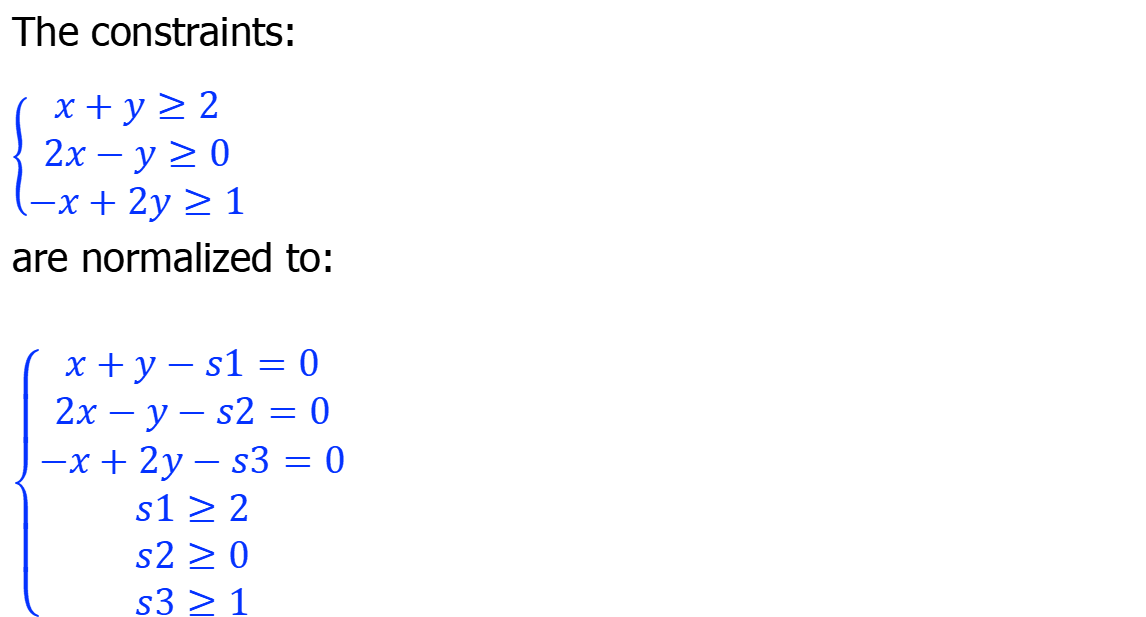 The constraints:
x + y ≥ 2
2x − y ≥ 0
−x + 2y ≥ 1
are normalized to:
x + y − s1 = 0
2x − y − s2 = 0
−x + 2y − s3 = 0
s1 ≥ 2
s2 ≥ 0
s3 ≥ 1